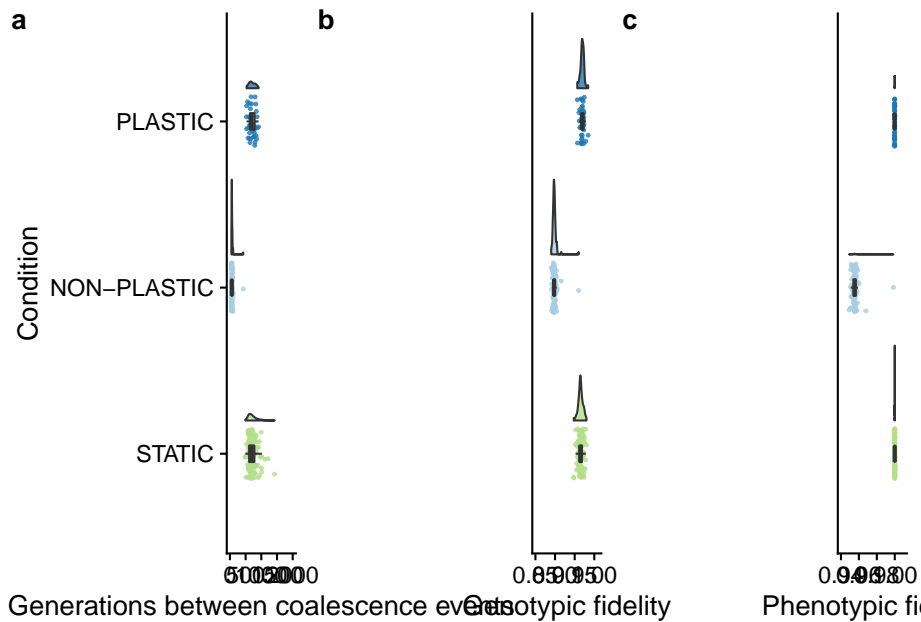 a
b
c
PLASTIC
NON−PLASTIC
STATIC
Condition
Generations between coalescence events
Genotypic fidelity
Phenotypic fi